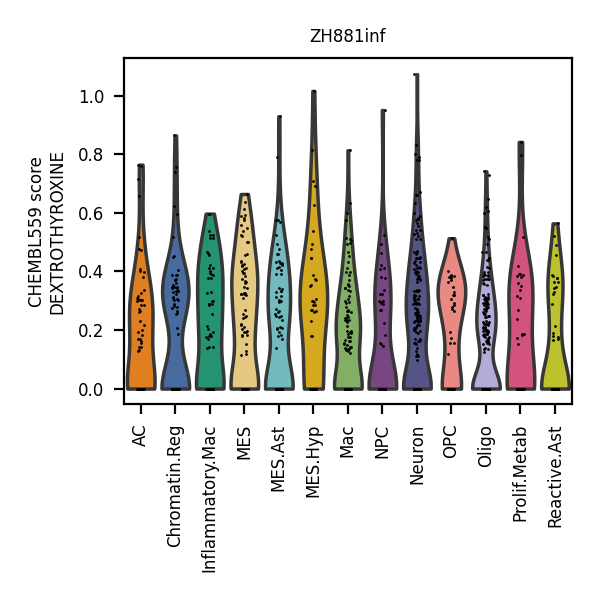 ZH881inf
CHEMBL559 score
DEXTROTHYROXINE
1.0
0.8
0.6
0.4
0.2
0.0
AC
Chromatin.Reg
Inflammatory.Mac
MES
MES.Ast
MES.Hyp
Mac
NPC
Neuron
OPC
Oligo
Prolif.Metab
Reactive.Ast